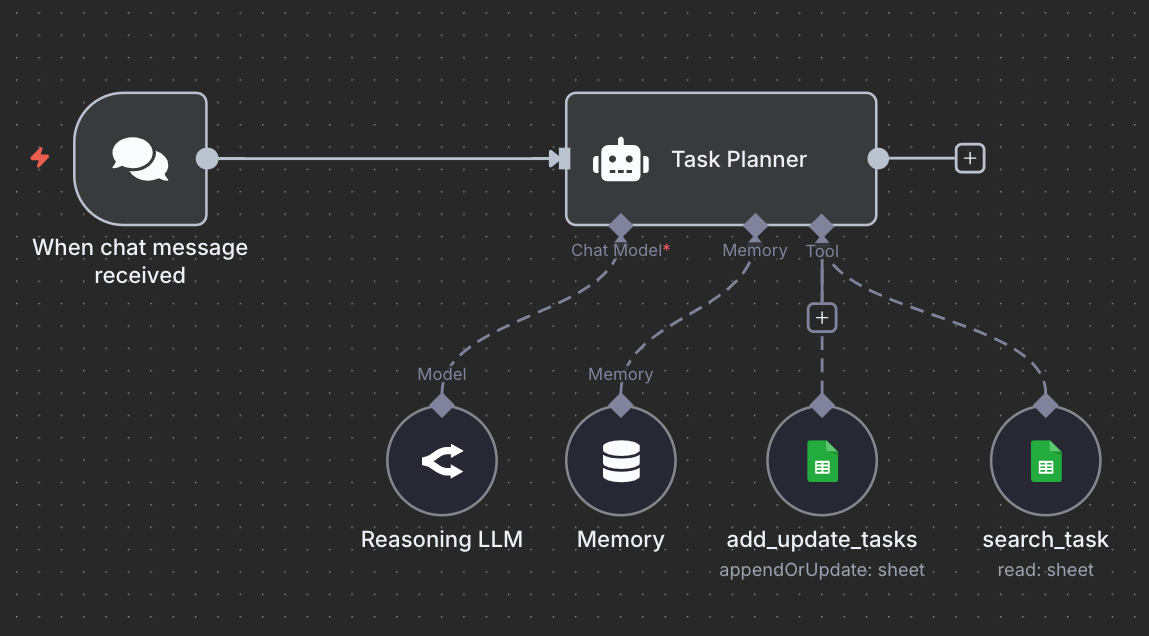 Task Planner
When chat message
received
Chat Model*
Memory
Tool
Model
Memory
Reasoning LLM
Memory
add_update_tasks
appendOrUpdate: sheet
search_task
read: sheet